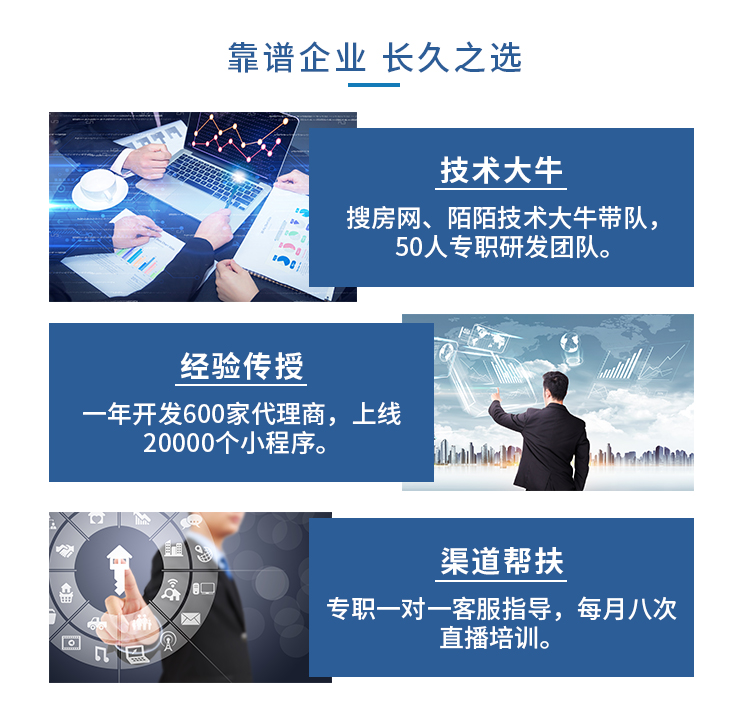 靠谱企业 长久之选
技术大牛
搜房网、陌陌技术大牛带队，
50人专职研发团队。
经验传授
一年开发600家代理商，上线
20000个小程序。
渠道帮扶
专职一对一客服指导，每月八次
直播培训。